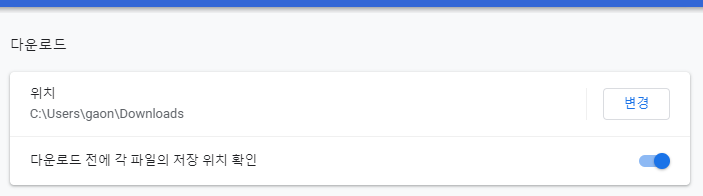 다운로드
위치
C:\Users\gaon\Downloads
변경
다운로드 전에 각 파일의 저장 위치 확인